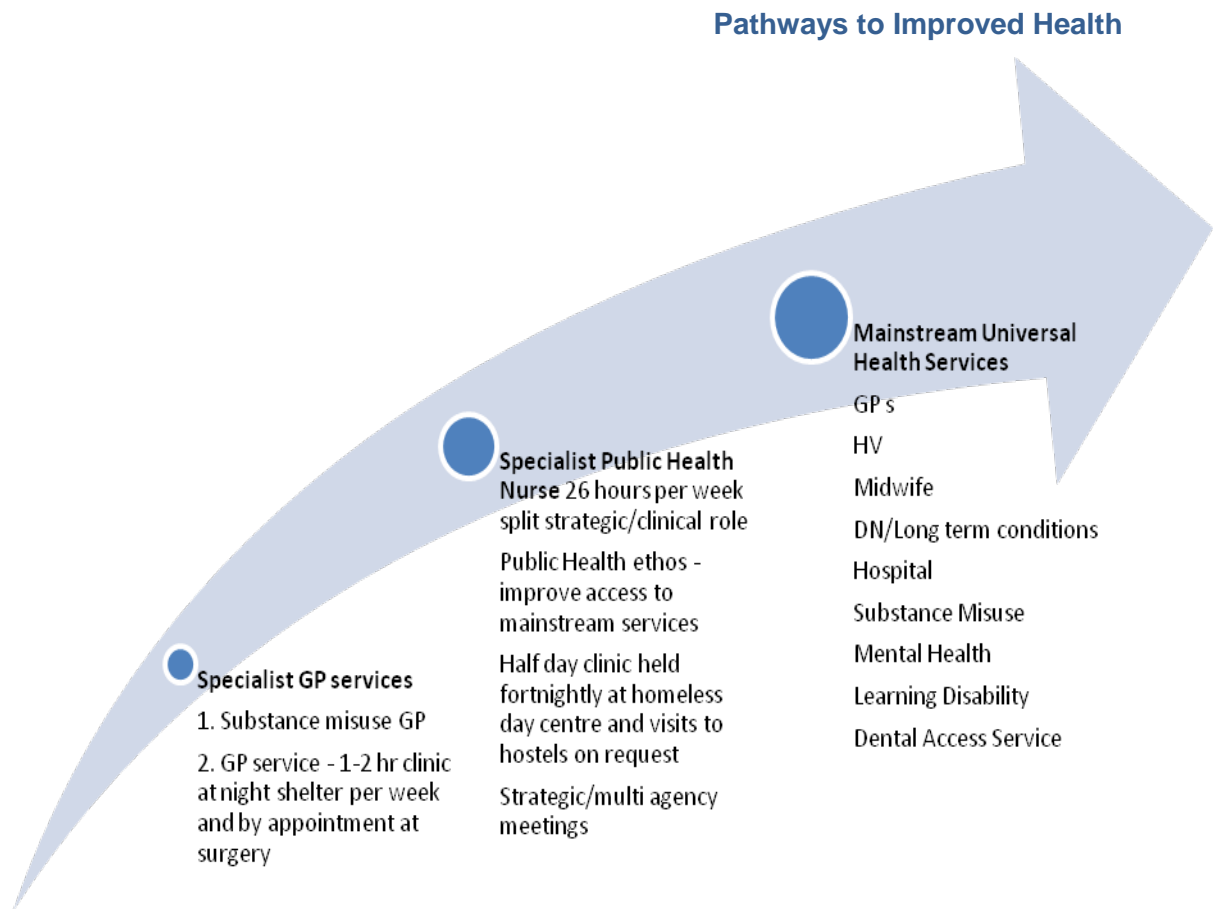 Pathways to Improved Health
Specialist GP services
1. Substance misuse GP
2. GP service - 1-2 hr clinic
at night shelter per week
and by appointment at
surgery
Specialist Public Health
Nurse 26 hours per week
split strategic/clinical role
Public Health ethos -
improve access to
mainstream services
Half day clinic held
fortnightly at homeless
day centre and visits to
hostels on request
Strategic/multi agency
meetings
Mainstream Universal
Health Services
GP s
HV
Midwife
DN/Long term conditions
Hospital
Substance Misuse
Mental Health
Learning Disability
Dental Access Service